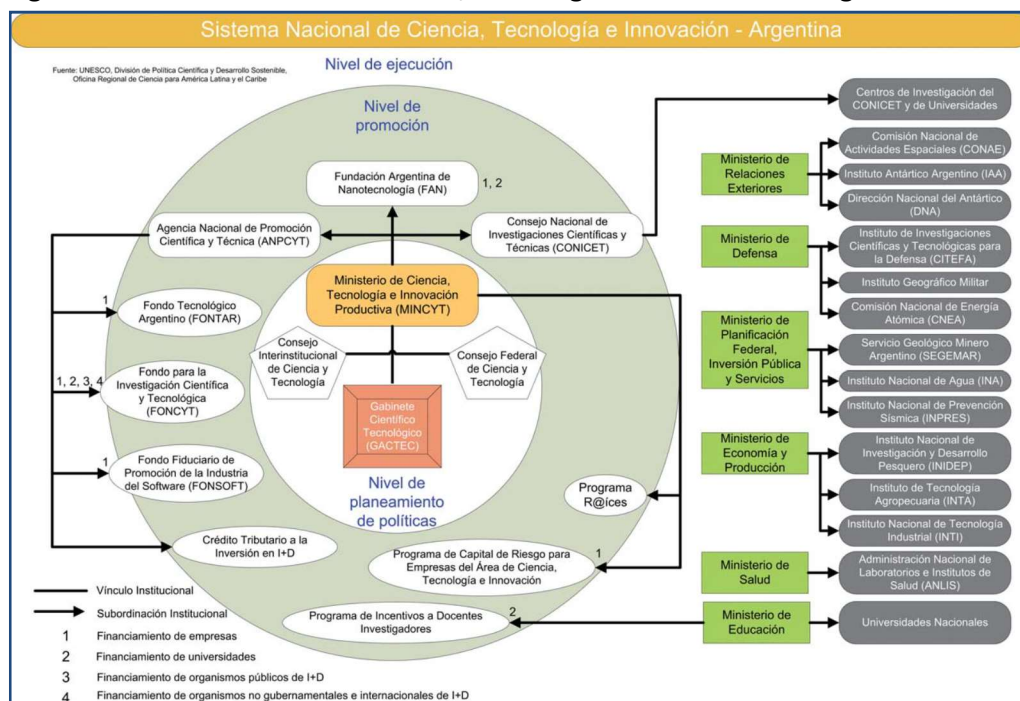 Sistema Nacional de Ciencia, Tecnología e Innovación - Argentina
Fuente: UNESCO, División de Política Científica y Desarrollo Sostenible,
Oficina Regional de Ciencia para América Latina y el Caribe
Nivel de ejecución
Nivel de
promoción
Fundación Argentina de
Nanotecnología (FAN)
1, 2
Agencia Nacional de Promoción
Científica y Técnica (ANPCYT)
Consejo Nacional de
Investigaciones Científicas y
Técnicas (CONICET)
Ministerio de Ciencia,
Tecnología e Innovación
Productiva (MINCYT)
1
Fondo Tecnológico
Argentino (FONTAR)
Consejo
Interinstitucional
de Ciencia y
Tecnología
Consejo Federal
de Ciencia y
Tecnología
1, 2, 3, 4
Fondo para la
Investigación Científica
y Tecnológica
(FONCYT)
Gabinete
Científico
Tecnológico
(GACTEC)
1
Fondo Fiduciario de
Promoción de la Industria
del Software (FONSOFT)
Nivel de
planeamiento
de políticas
Programa
R@íces
Crédito Tributario a la
Inversión en I+D
Programa de Capital de Riesgo para
Empresas del Área de Ciencia,
Tecnología e Innovación
1
Programa de Incentivos a Docentes
Investigadores
2
Centros de Investigación del
CONICET y de Universidades
Ministerio de
Relaciones
Exteriores
Comisión Nacional de
Actividades Espaciales (CONAE)
Instituto Antártico Argentino (IAA)
Dirección Nacional del Antártico
(DNA)
Ministerio de
Defensa
Instituto de Investigaciones
Científicas y Tecnológicas para
la Defensa (CITEFA)
Instituto Geográfico Militar
Ministerio de
Planificación
Federal,
Inversión Pública
y Servicios
Comisión Nacional de Energía
Atómica (CNEA)
Servicio Geológico Minero
Argentino (SEGEMAR)
Instituto Nacional de Agua (INA)
Instituto Nacional de Prevención
Sísmica (INPRES)
Ministerio de
Economía y
Producción
Instituto Nacional de
Investigación y Desarrollo
Pesquero (INIDEP)
Instituto de Tecnología
Agropecuaria (INTA)
Instituto Nacional de Tecnología
Industrial (INTI)
Ministerio
de Salud
Administración Nacional de
Laboratorios e Institutos de
Salud (ANLIS)
Ministerio de
Educación
Universidades Nacionales
Vínculo Institucional
Subordinación Institucional
1 Financiamiento de empresas
2 Financiamiento de universidades
3 Financiamiento de organismos públicos de I+D
4 Financiamiento de organismos no gubernamentales e internacionales de I+D